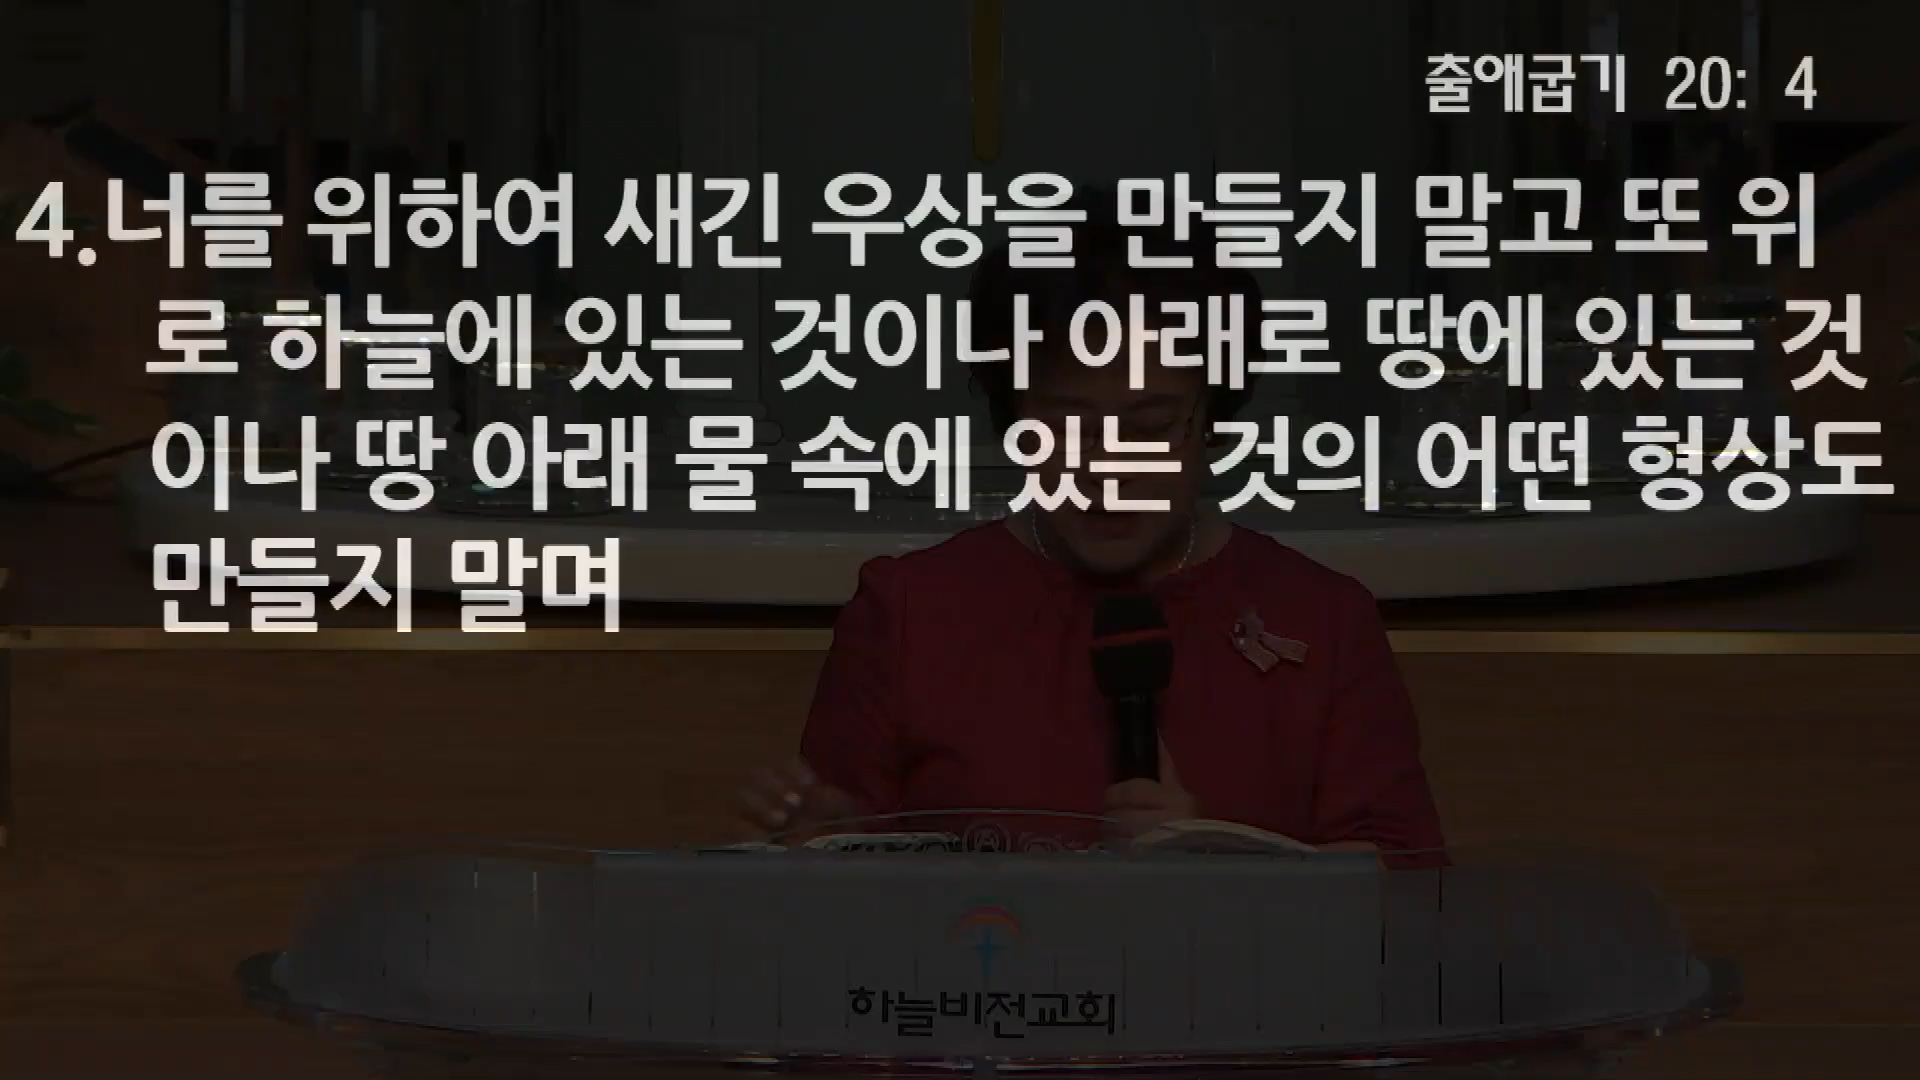 출애굽기 20: 4
4.너를 위하여 새긴 우상을 만들지 말고 또 위
로 하늘에 있는 것이나 아래로 땅에 있는 것
이나 땅 아래 물 속에 있는 것의 어떤 형상도
만들지 말며
하늘비전교회